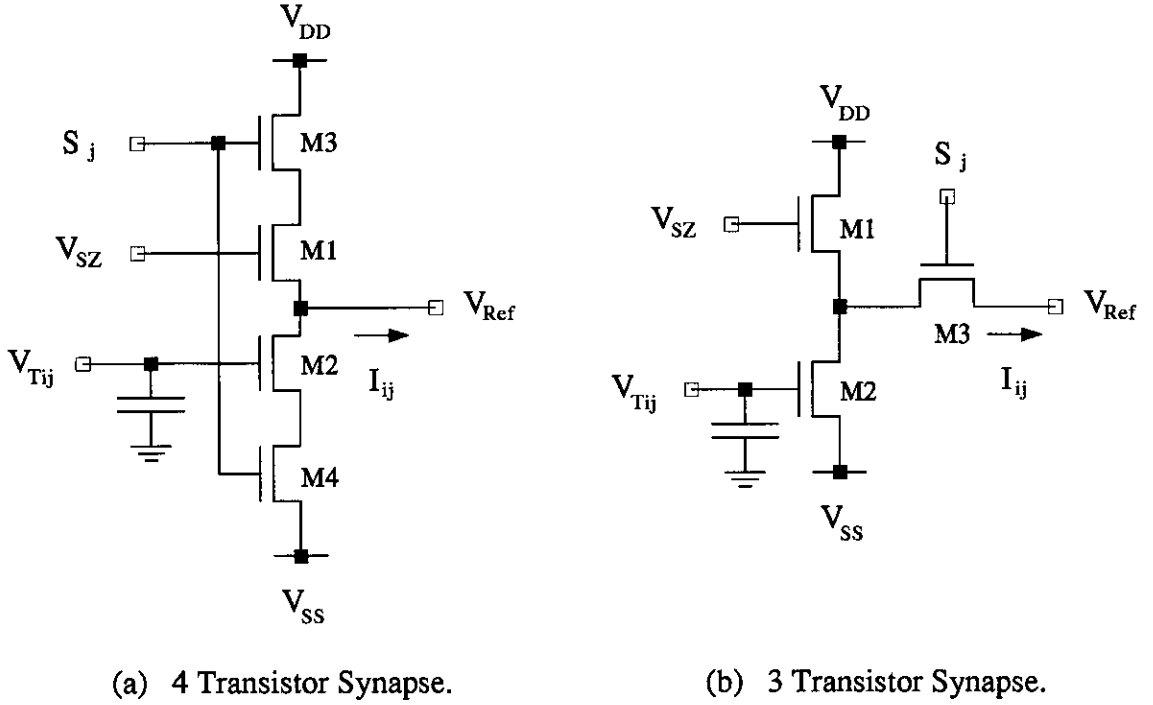 V_DD
S_j
M3
V_SZ
M1
V_Ref
V_Tij
M2
I_ij
M4
V_SS
(a) 4 Transistor Synapse.
V_DD
S_j
V_SZ
M1
V_Ref
M3
V_Tij
M2
I_ij
V_SS
(b) 3 Transistor Synapse.